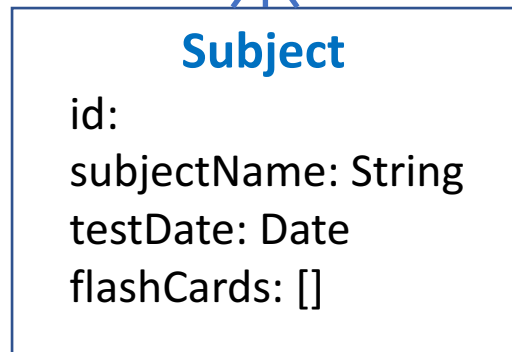 Subject
id:
subjectName: String
testDate: Date
flashCards: []